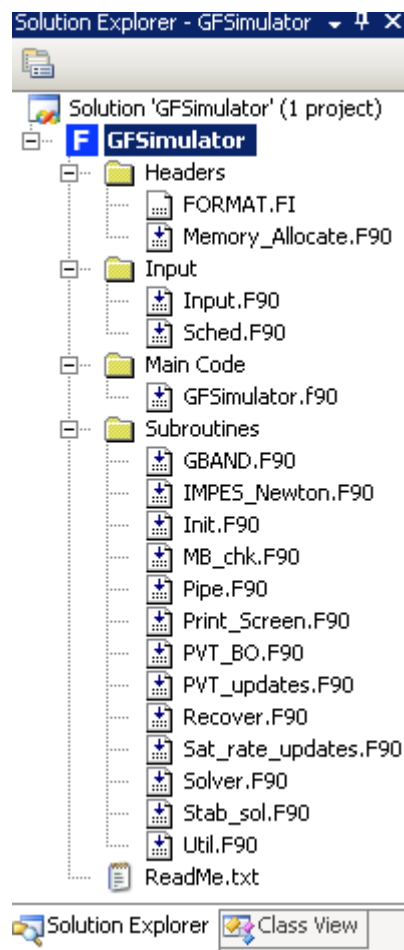 Solution Explorer - GFSimulator
Solution 'GFSimulator' (1 project)
F GFSimulator
Headers
FORMAT.FI
Memory_Allocate.F90
Input
Input.F90
Sched.F90
Main Code
GFSimulator.f90
Subroutines
GBAND.F90
IMPES_Newton.F90
Init.F90
MB_chk.F90
Pipe.F90
Print_Screen.F90
PVT_BO.F90
PVT_updates.F90
Recover.F90
Sat_rate_updates.F90
Solver.F90
Stab_sol.F90
Util.F90
ReadMe.txt
Solution Explorer Class View